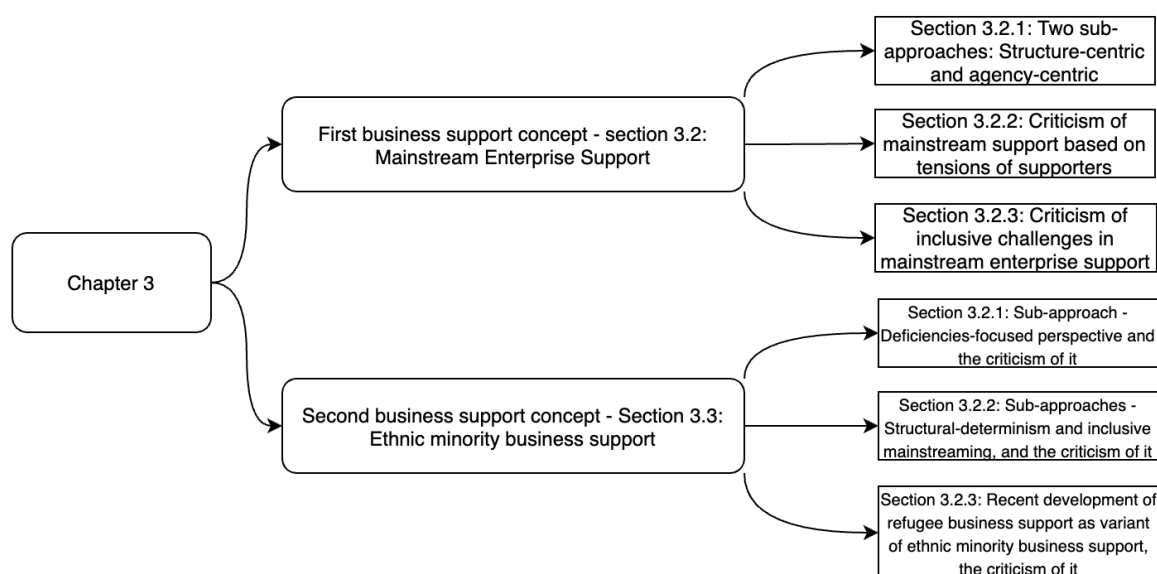 Chapter 3
First business support concept - section 3.2:
Mainstream Enterprise Support
Section 3.2.1: Two sub-
approaches: Structure-centric
and agency-centric
Section 3.2.2: Criticism of
mainstream support based on
tensions of supporters
Section 3.2.3: Criticism of
inclusive challenges in
mainstream enterprise support
Second business support concept - Section 3.3:
Ethnic minority business support
Section 3.2.1: Sub-approach -
Deficiencies-focused perspective and
the criticism of it
Section 3.2.2: Sub-approaches -
Structural-determinism and inclusive
mainstreaming, and the criticism of it
Section 3.2.3: Recent development of
refugee business support as variant
of ethnic minority business support,
the criticism of it